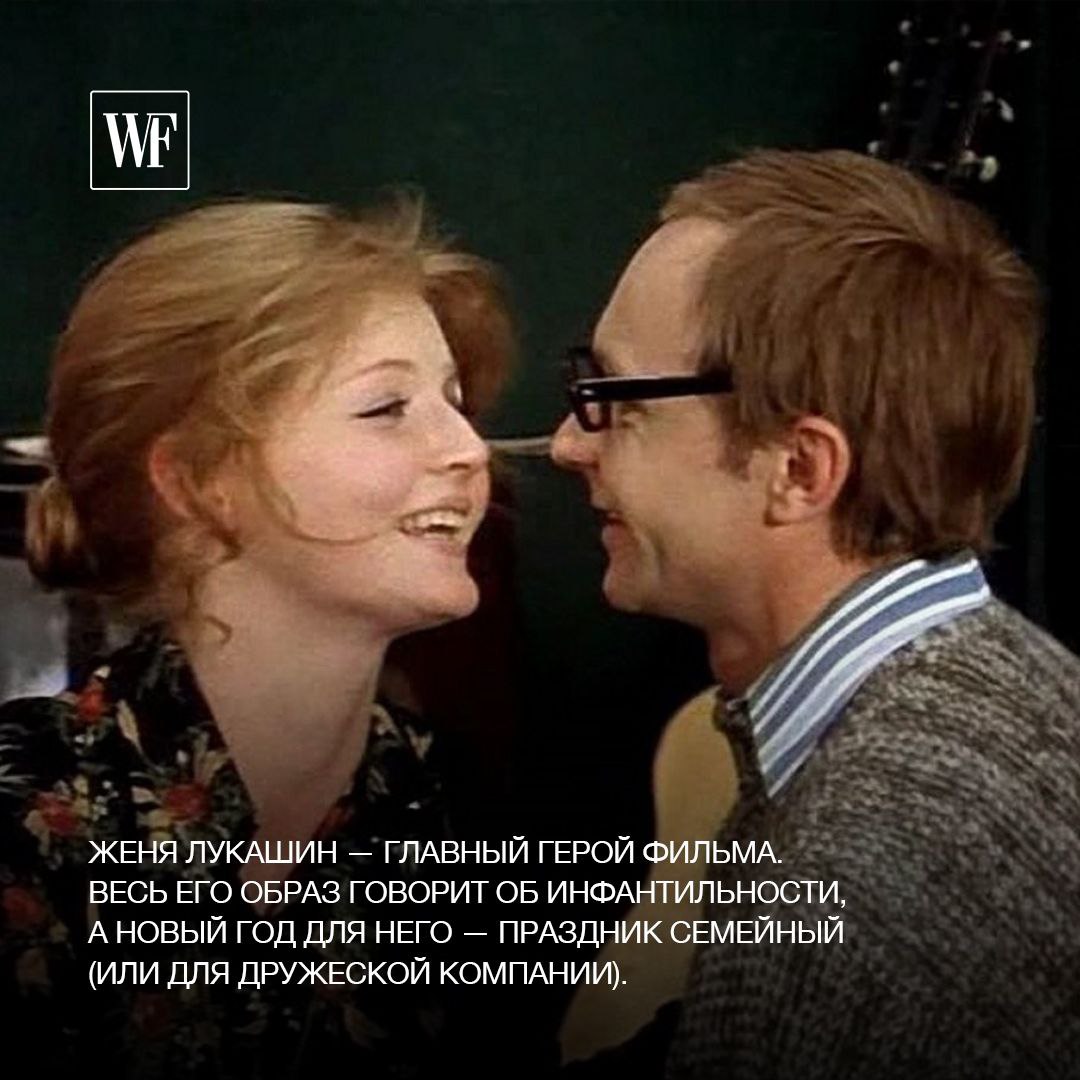 WF
ЖЕНЯ ЛУКАШИН — ГЛАВНЫЙ ГЕРОЙ ФИЛЬМА.
ВЕСЬ ЕГО ОБРАЗ ГОВОРИТ ОБ ИНФАНТИЛЬНОСТИ,
А НОВЫЙ ГОД ДЛЯ НЕГО — ПРАЗДНИК СЕМЕЙНЫЙ
(ИЛИ ДЛЯ ДРУЖЕСКОЙ КОМПАНИИ).